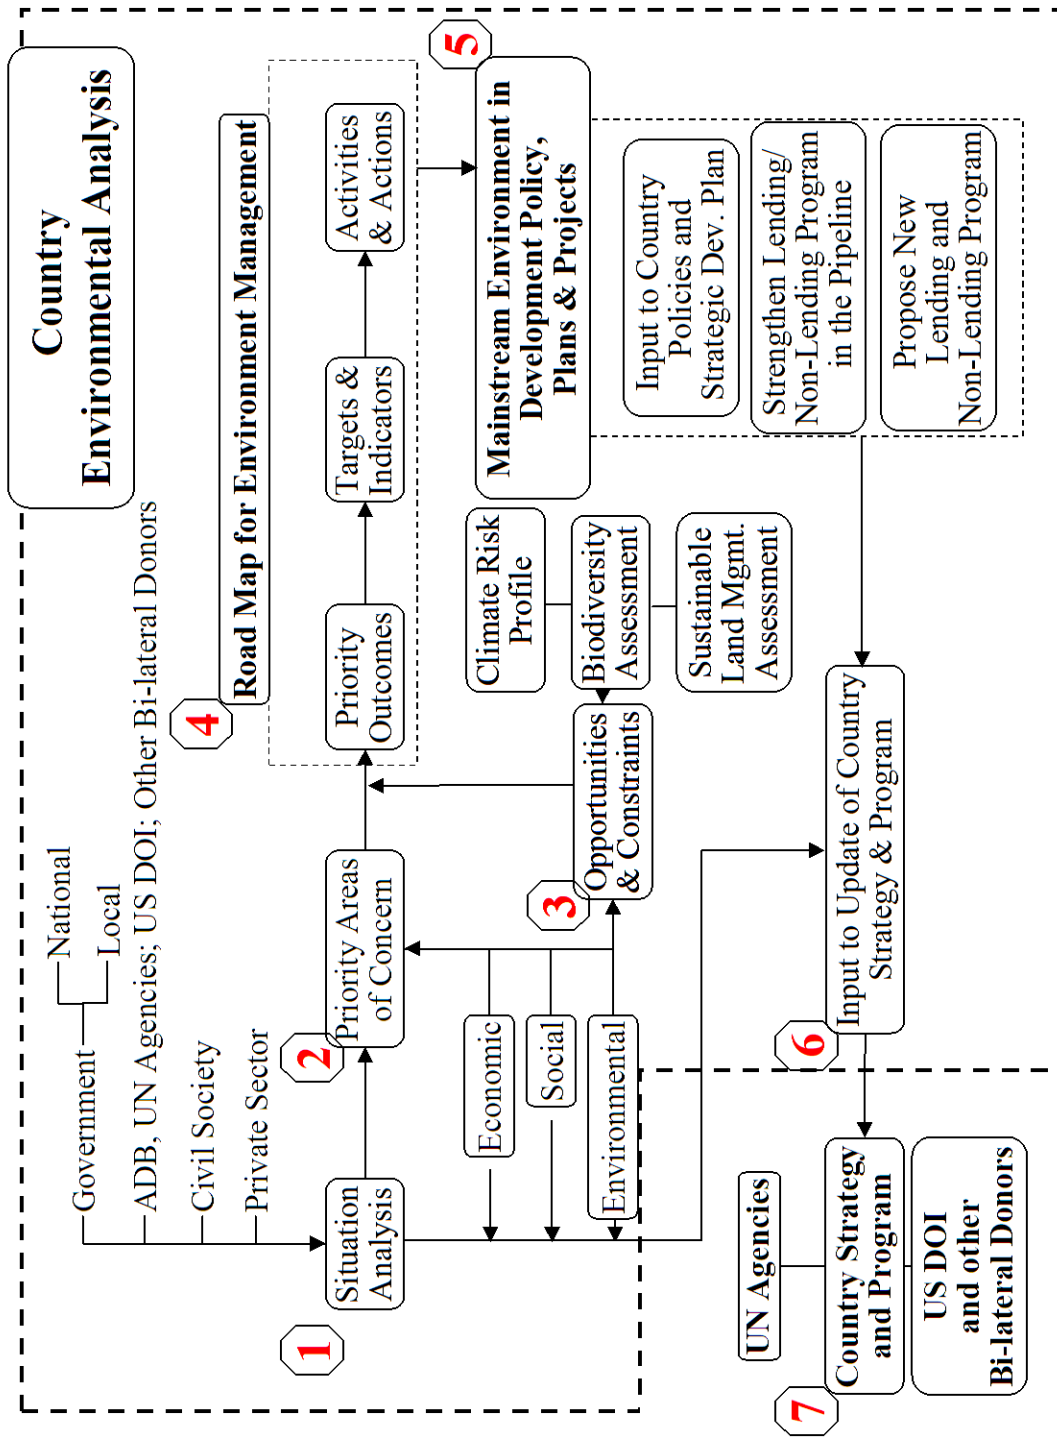 Country
Environmental Analysis
Government
National
Local
ADB, UN Agencies; US DOI; Other Bi-lateral Donors
Civil Society
Private Sector
1
Situation
Analysis
2
Priority Areas
of Concern
Economic
Social
Environmental
3
Opportunities
& Constraints
Climate Risk
Profile
Biodiversity
Assessment
Sustainable
Land Mgmt.
Assessment
4
Road Map for Environment Management
Priority
Outcomes
Targets &
Indicators
Activities
& Actions
5
Mainstream Environment in
Development Policy,
Plans & Projects
Input to Country
Policies and
Strategic Dev. Plan
Strengthen Lending/
Non-Lending Program
in the Pipeline
Propose New
Lending and
Non-Lending Program
6
Input to Update of Country
Strategy & Program
7
UN Agencies
Country Strategy
and Program
US DOI
and other
Bi-lateral Donors